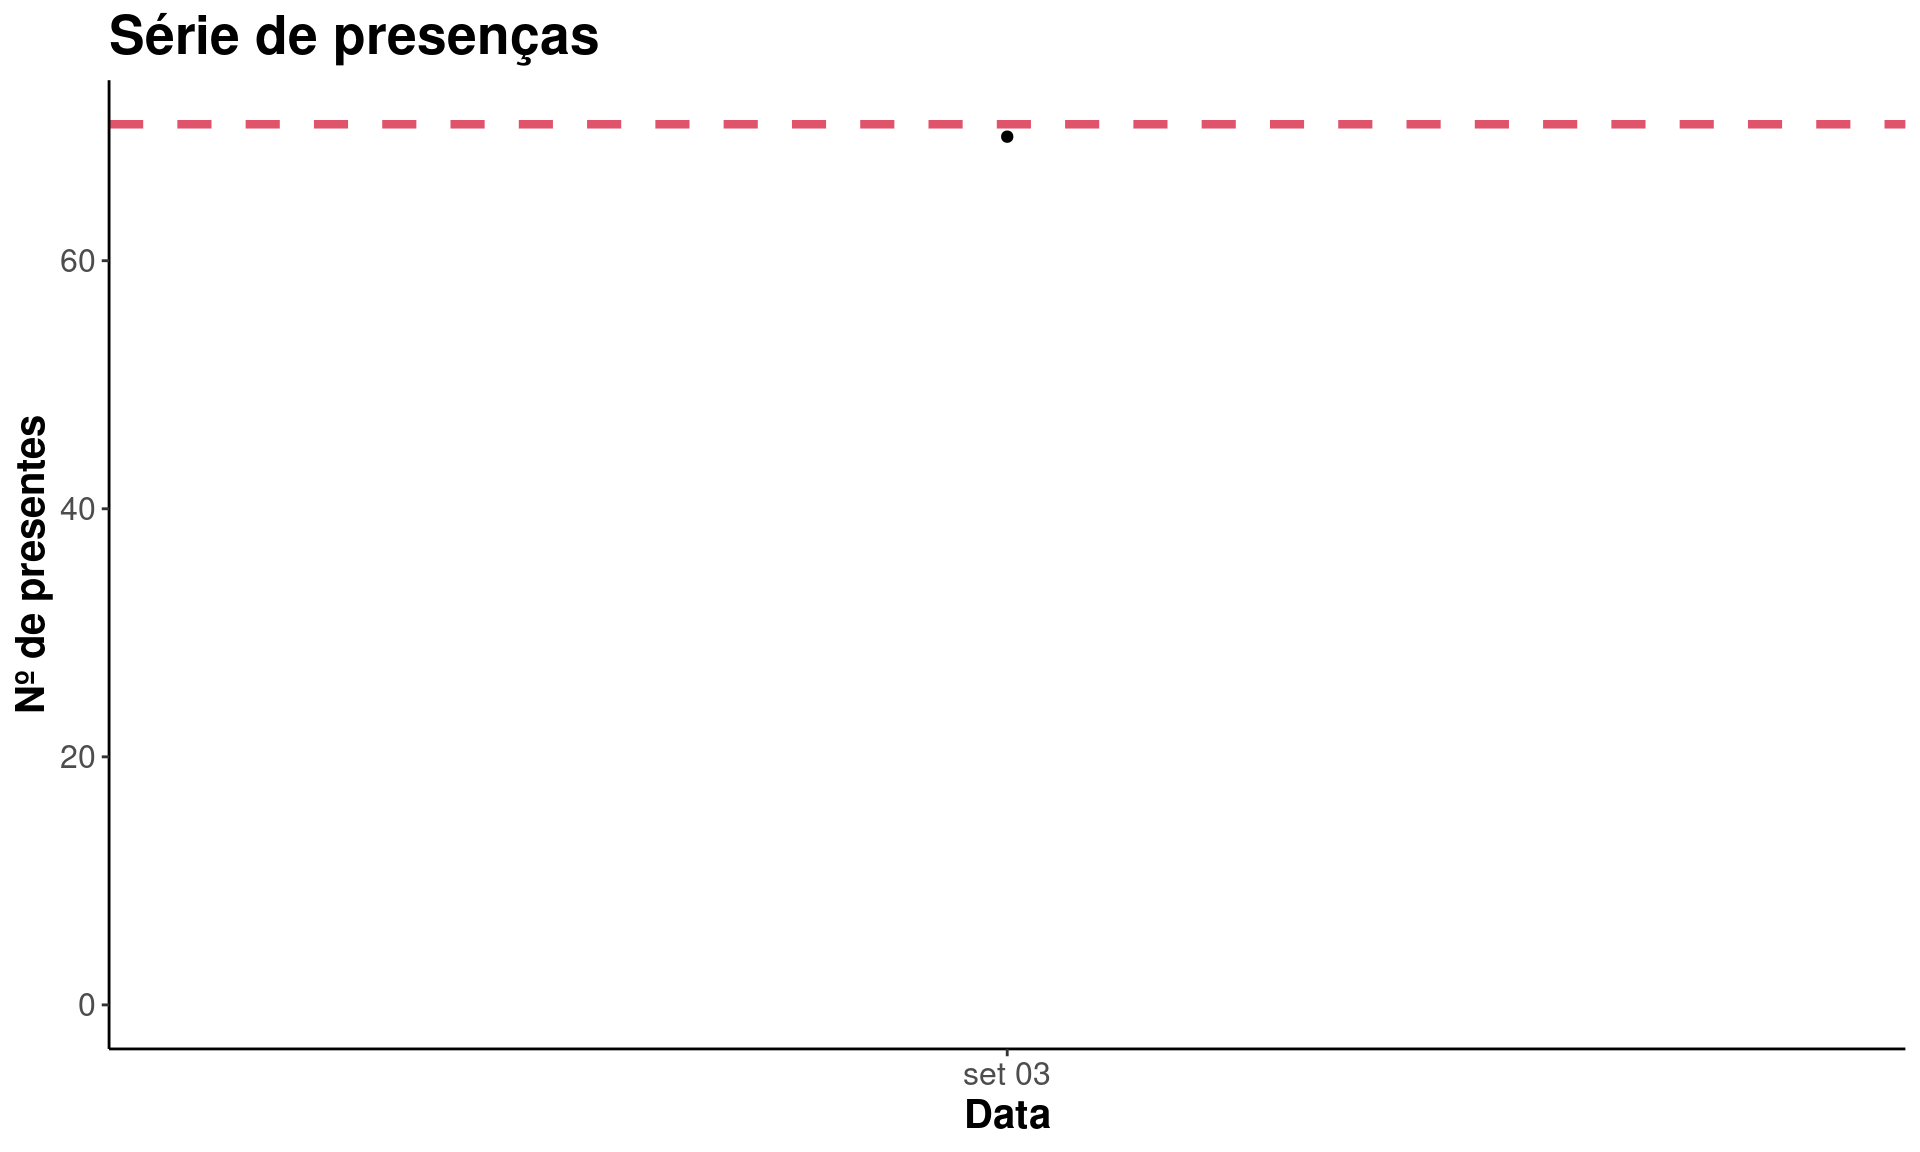 Série de presenças
Nº de presentes
60
40
20
0
set 03
Data